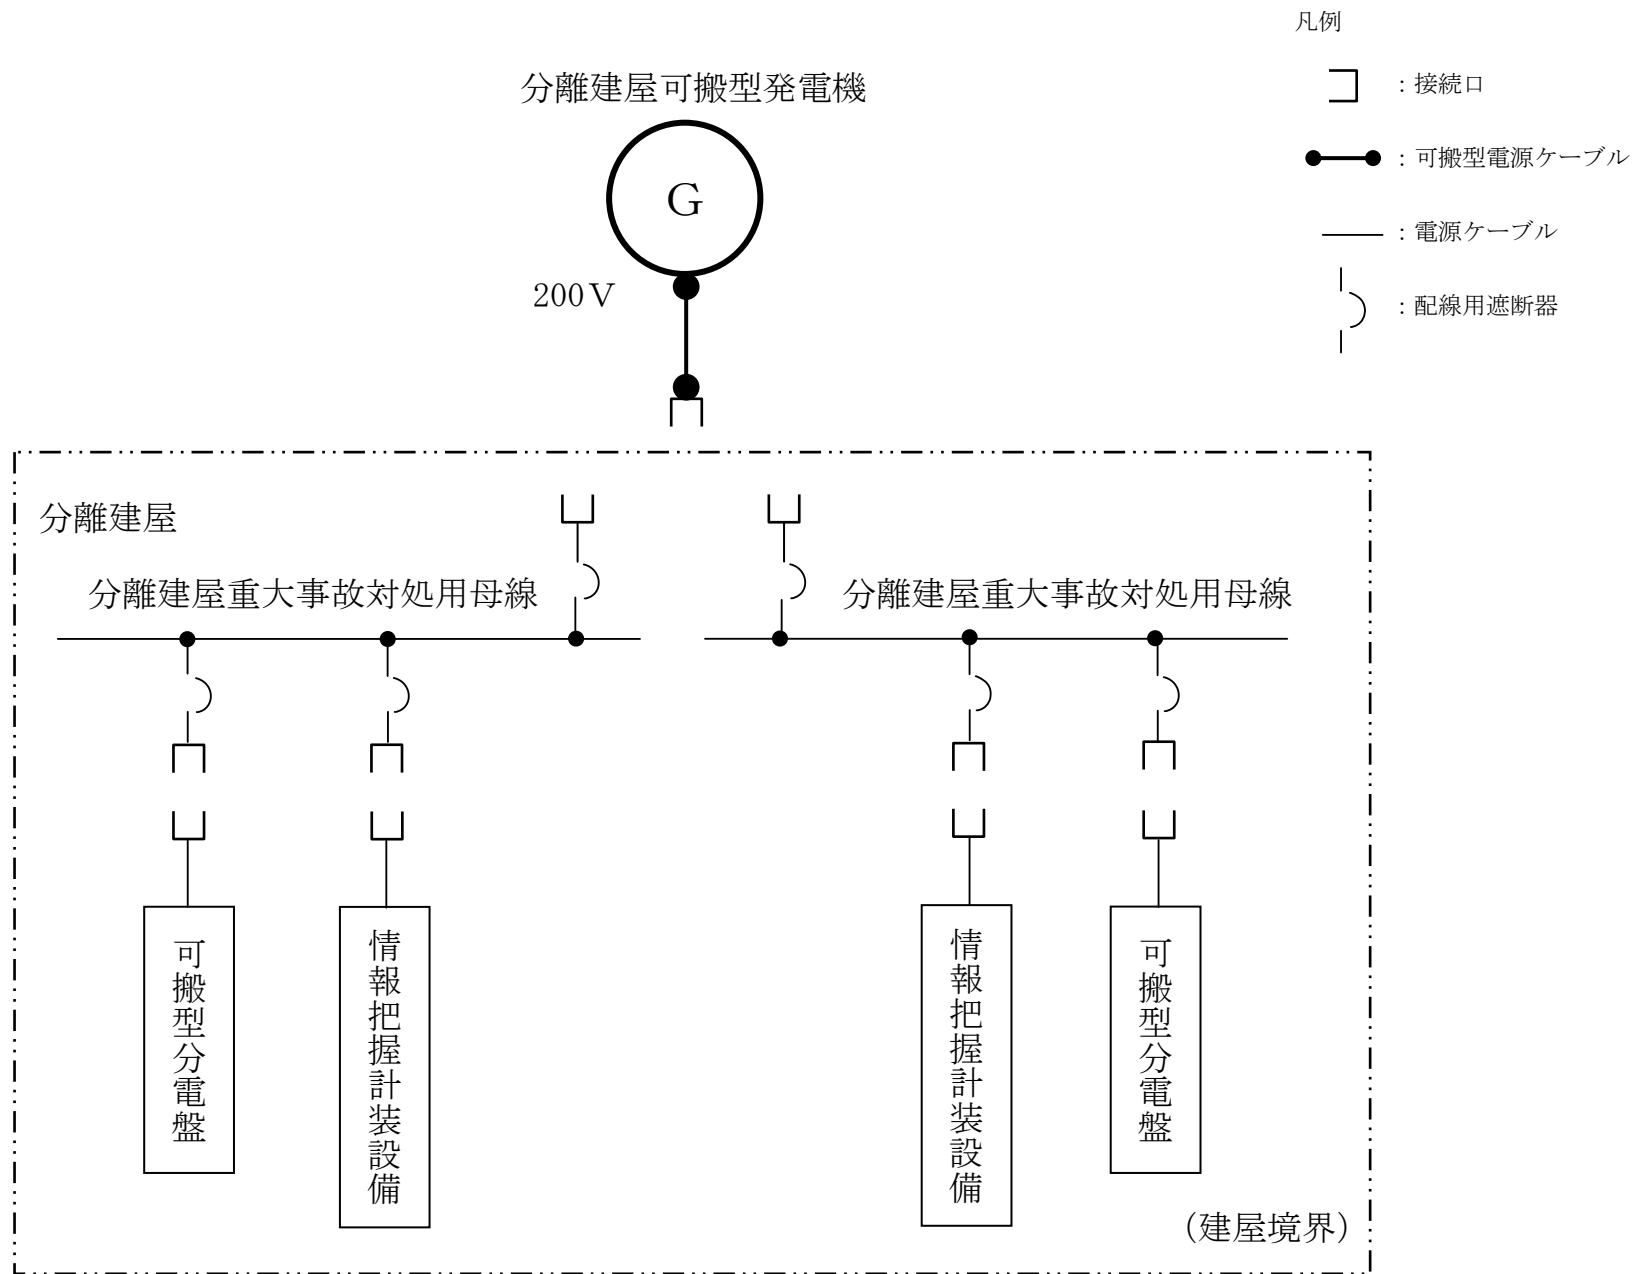 凡例
：接続口
：可搬型電源ケーブル
：電源ケーブル
：配線用遮断器
分離建屋可搬型発電機
G
200V
分離建屋
分離建屋重大事故対処用母線
分離建屋重大事故対処用母線
可搬型分電盤
情報把握計装設備
情報把握計装設備
可搬型分電盤
（建屋境界）